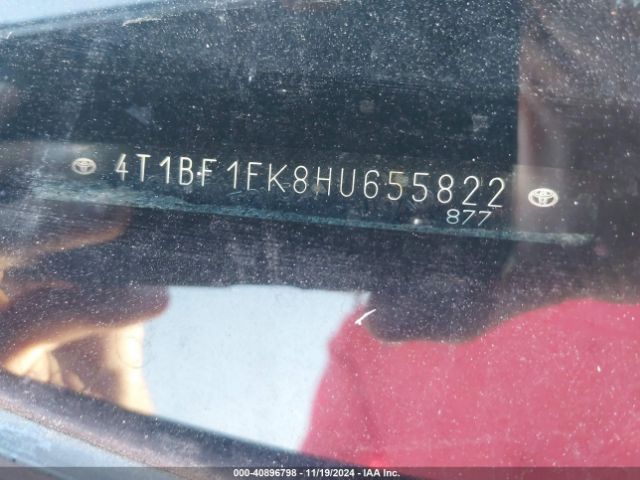 4T1BF1FK8HU655822
877
000-40896798 - 11/19/2024 - IAA Inc.